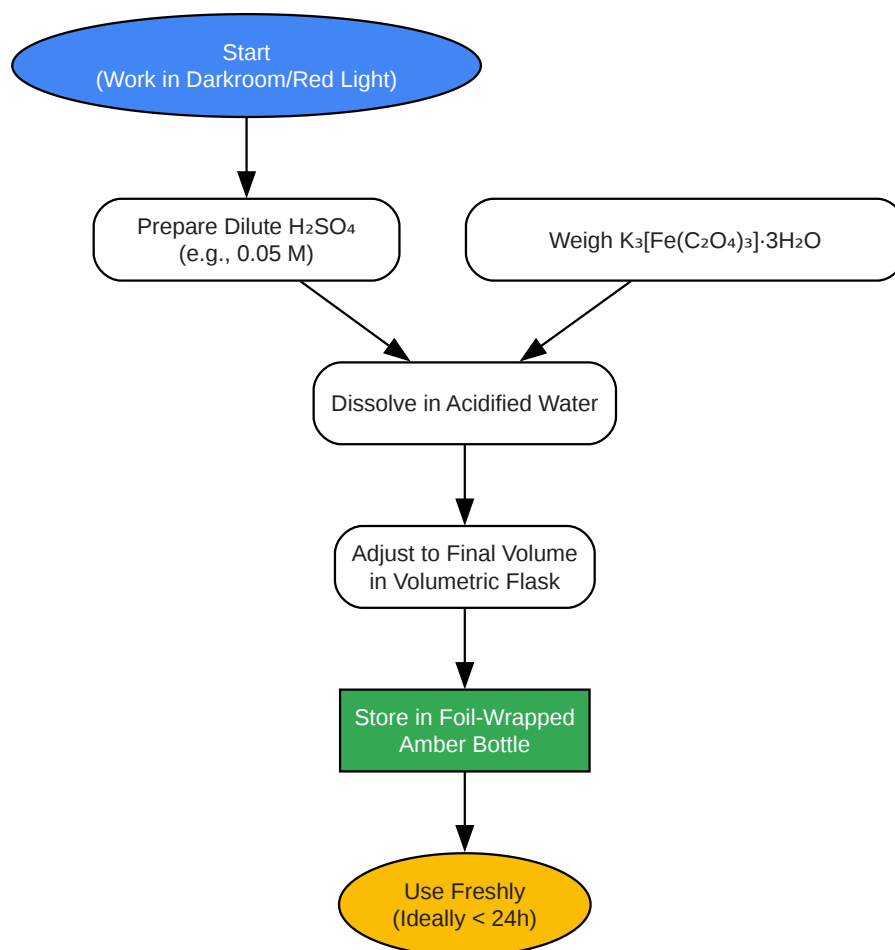 Start
(Work in Darkroom/Red Light)
Prepare Dilute H₂SO₄
(e.g., 0.05 M)
Weigh K₃[Fe(C₂O₄)₃]·3H₂O
Dissolve in Acidified Water
Adjust to Final Volume
in Volumetric Flask
Store in Foil-Wrapped
Amber Bottle
Use Freshly
(Ideally < 24h)